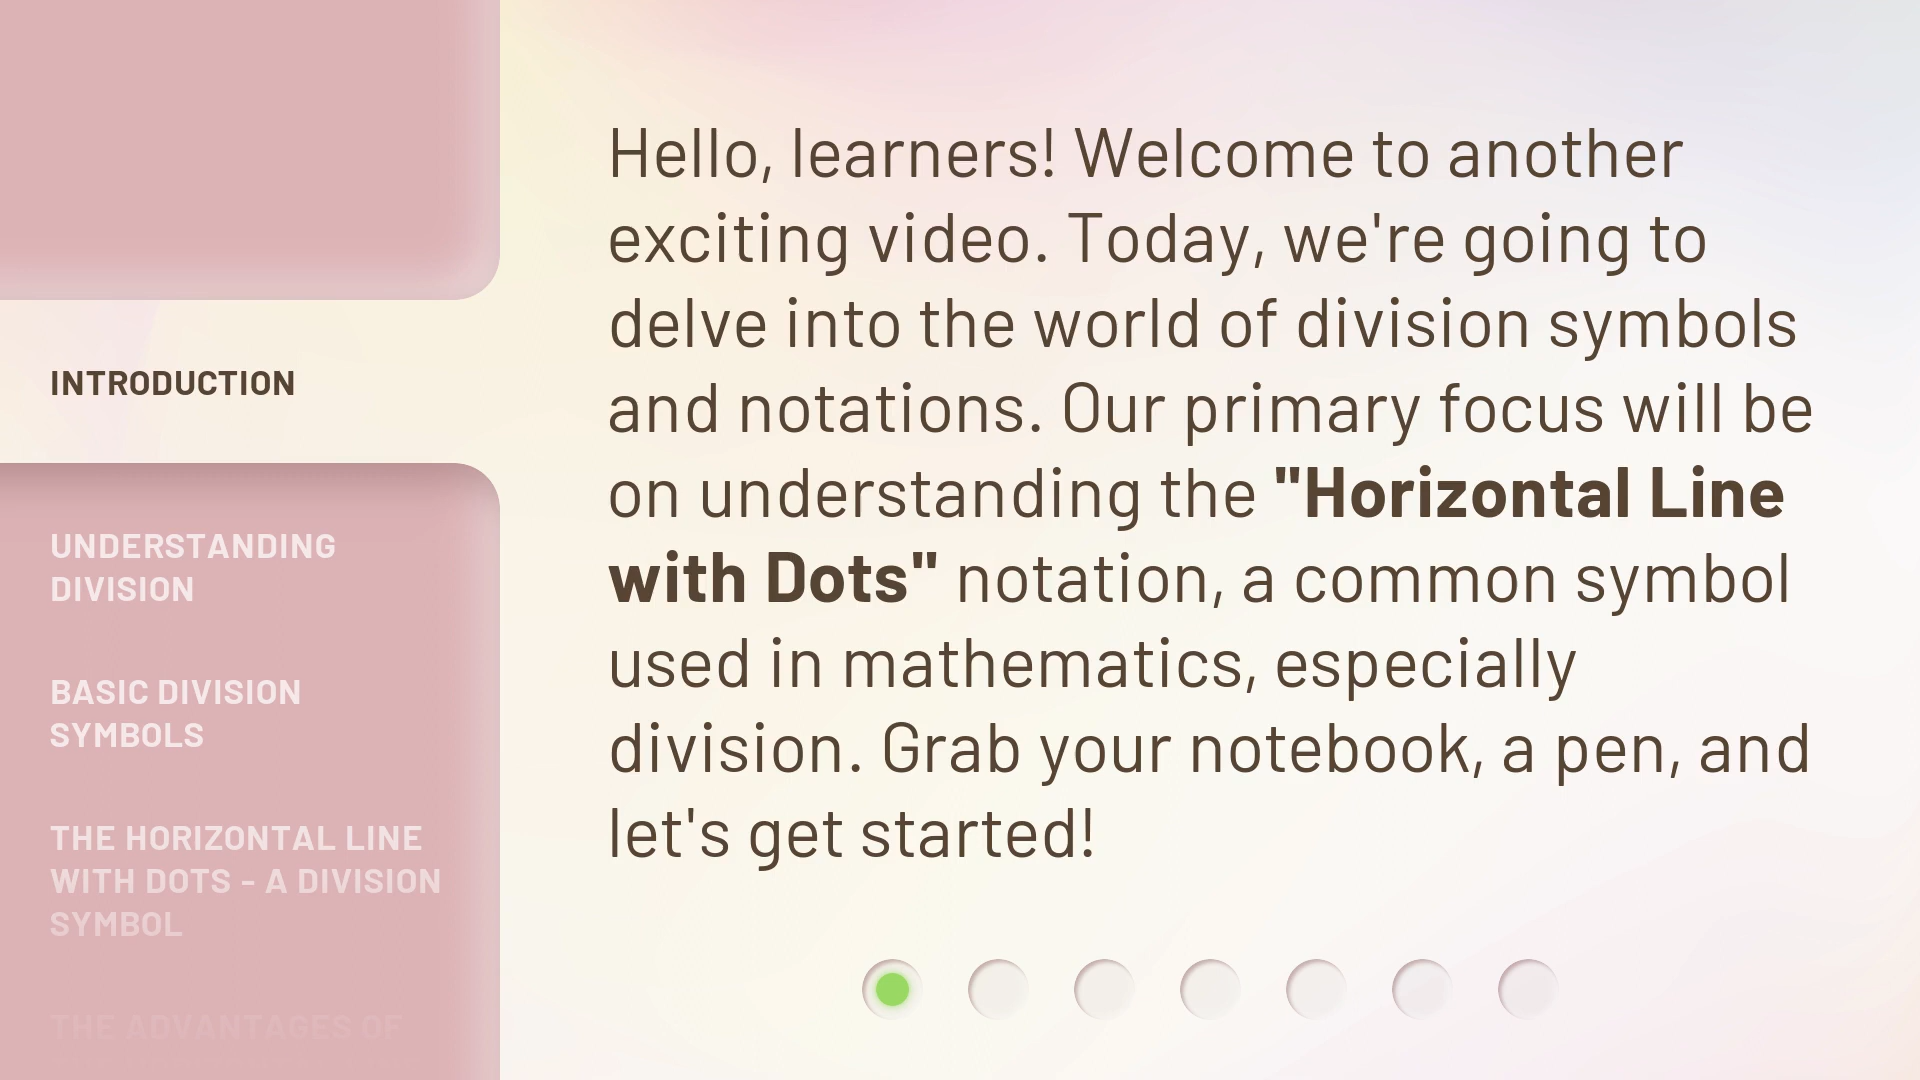 INTRODUCTION
UNDERSTANDING
DIVISION
BASIC DIVISION
SYMBOLS
THE HORIZONTAL LINE
WITH DOTS - A DIVISION
SYMBOL
THE ADVANTAGES OF
Hello, learners! Welcome to another
exciting video. Today, we're going to
delve into the world of division symbols
and notations. Our primary focus will be
on understanding the "Horizontal Line
with Dots" notation, a common symbol
used in mathematics, especially
division. Grab your notebook, a pen, and
let's get started!